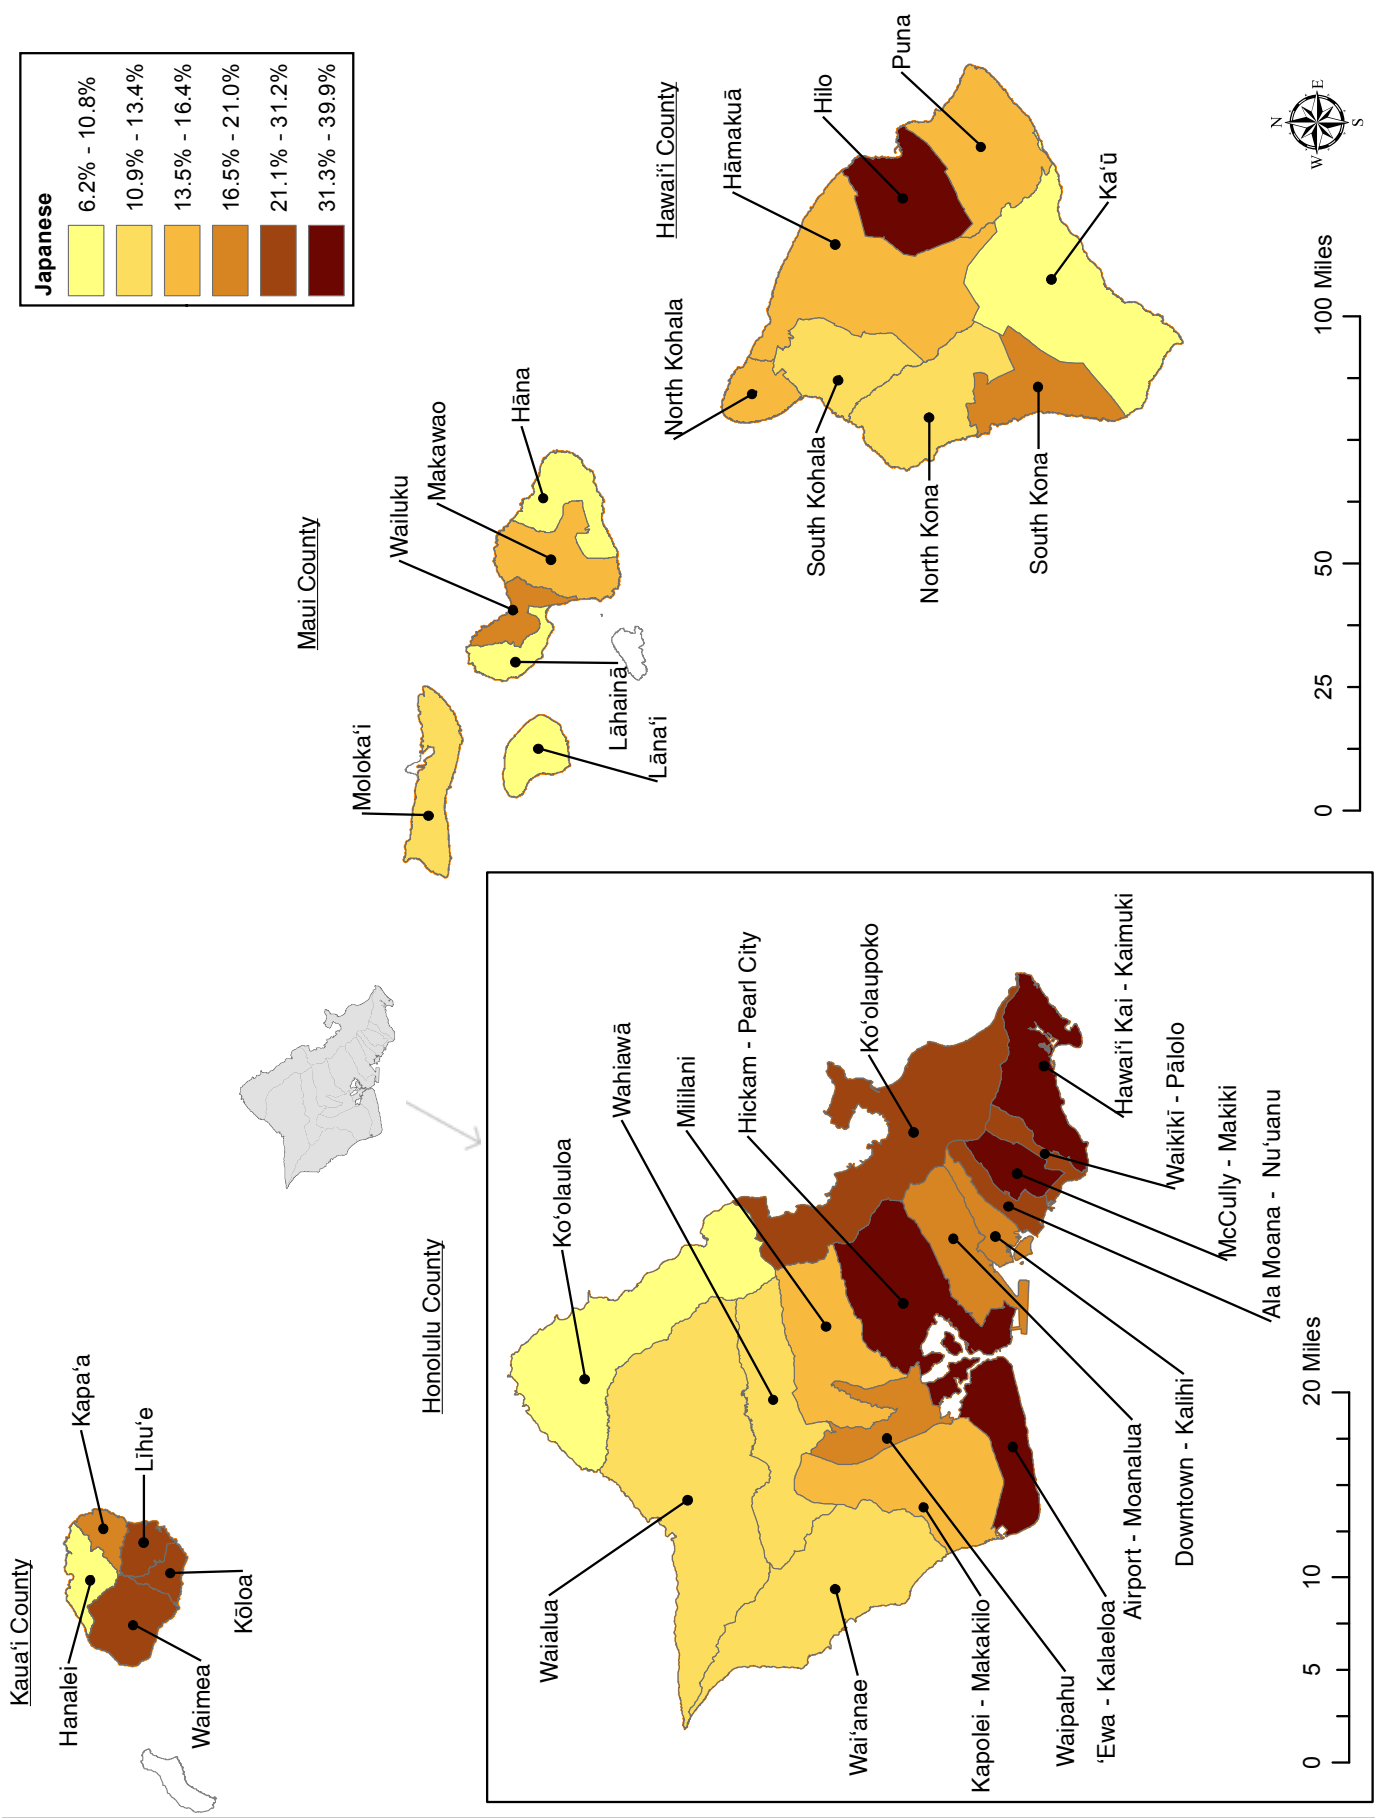 Japanese
6.2% - 10.8%
10.9% - 13.4%
13.5% - 16.4%
16.5% - 21.0%
21.1% - 31.2%
31.3% - 39.9%
Kauaʻi County
Hanalei
Kapaʻa
Lihuʻe
Kōloa
Waimea
Maui County
Molokaʻi
Wailuku
Makawao
Hāna
Lāhainā
Lānaʻi
Hawaiʻi County
North Kohala
Hāmakuā
Hilo
Puna
South Kohala
North Kona
South Kona
Kaʻū
Honolulu County
Koʻolauloa
Wahiawā
Mililani
Hickam - Pearl City
Koʻolaupoko
Waialua
Waiʻanae
Kapolei - Makakilo
Waipahu
ʻEwa - Kalaeloa
Airport - Moanalua
Downtown - Kalihi
Ala Moana - Nuʻuanu
McCully - Makiki
Waikīkī - Pālolo
Hawaiʻi Kai - Kaimuki
0 5 10 20 Miles
0 25 50 100 Miles
N
W E
S